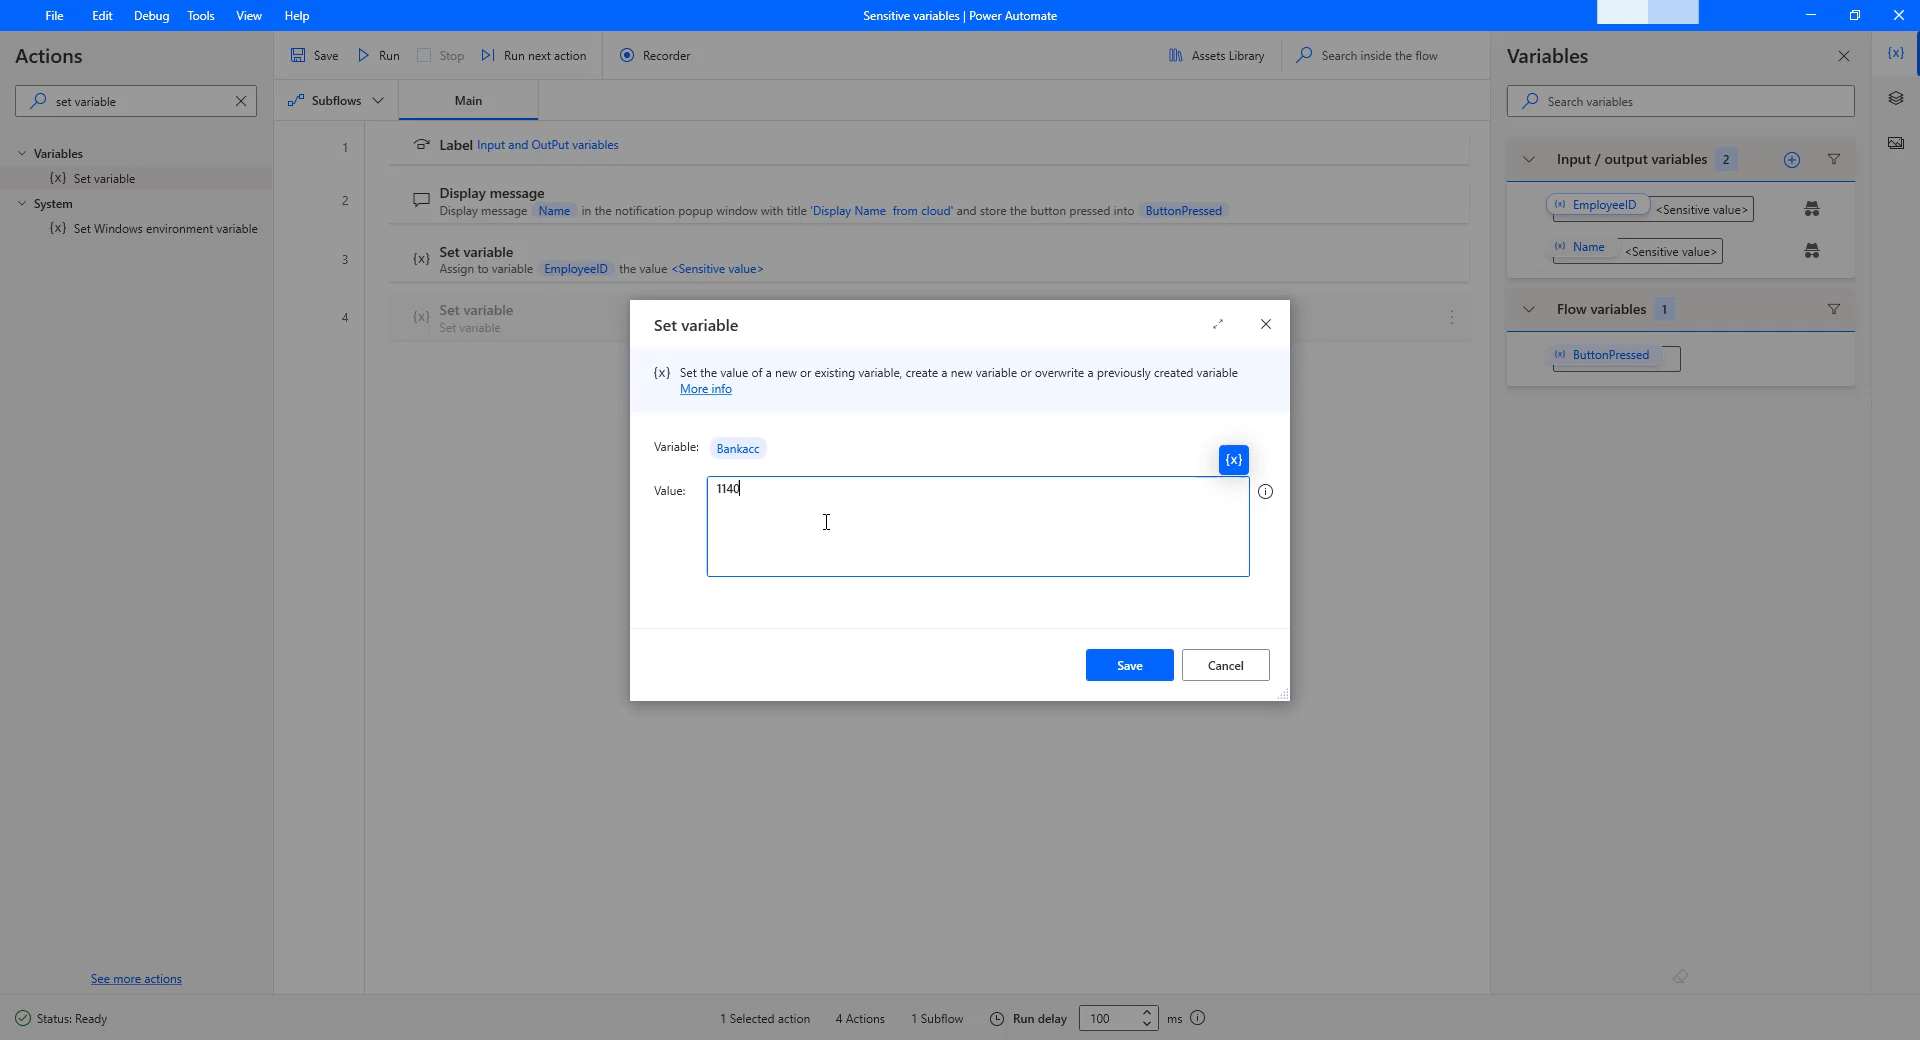 File Edit Debug Tools View Help
Sensitive variables | Power Automate
Actions
set variable
Variables
{x} Set variable
System
{x} Set Windows environment variable
See more actions
Save Run Stop Run next action Recorder Assets Library Search inside the flow
Subflows Main
1 Label Input and OutPut variables
2 Display message
Display message Name in the notification popup window with title 'Display Name from cloud' and store the button pressed into ButtonPressed
3 {x} Set variable
Assign to variable EmployeeID the value <Sensitive value>
4 {x} Set variable
Set variable
Set variable
{x} Set the value of a new or existing variable, create a new variable or overwrite a previously created variable
More info
Variable: Bankacc
{x}
Value: 1140
Save Cancel
Variables
{x}
Search variables
Input / output variables 2
(x) EmployeeID <Sensitive value>
(x) Name <Sensitive value>
Flow variables 1
(x) ButtonPressed
Status: Ready 1 Selected action 4 Actions 1 Subflow Run delay 100 ms